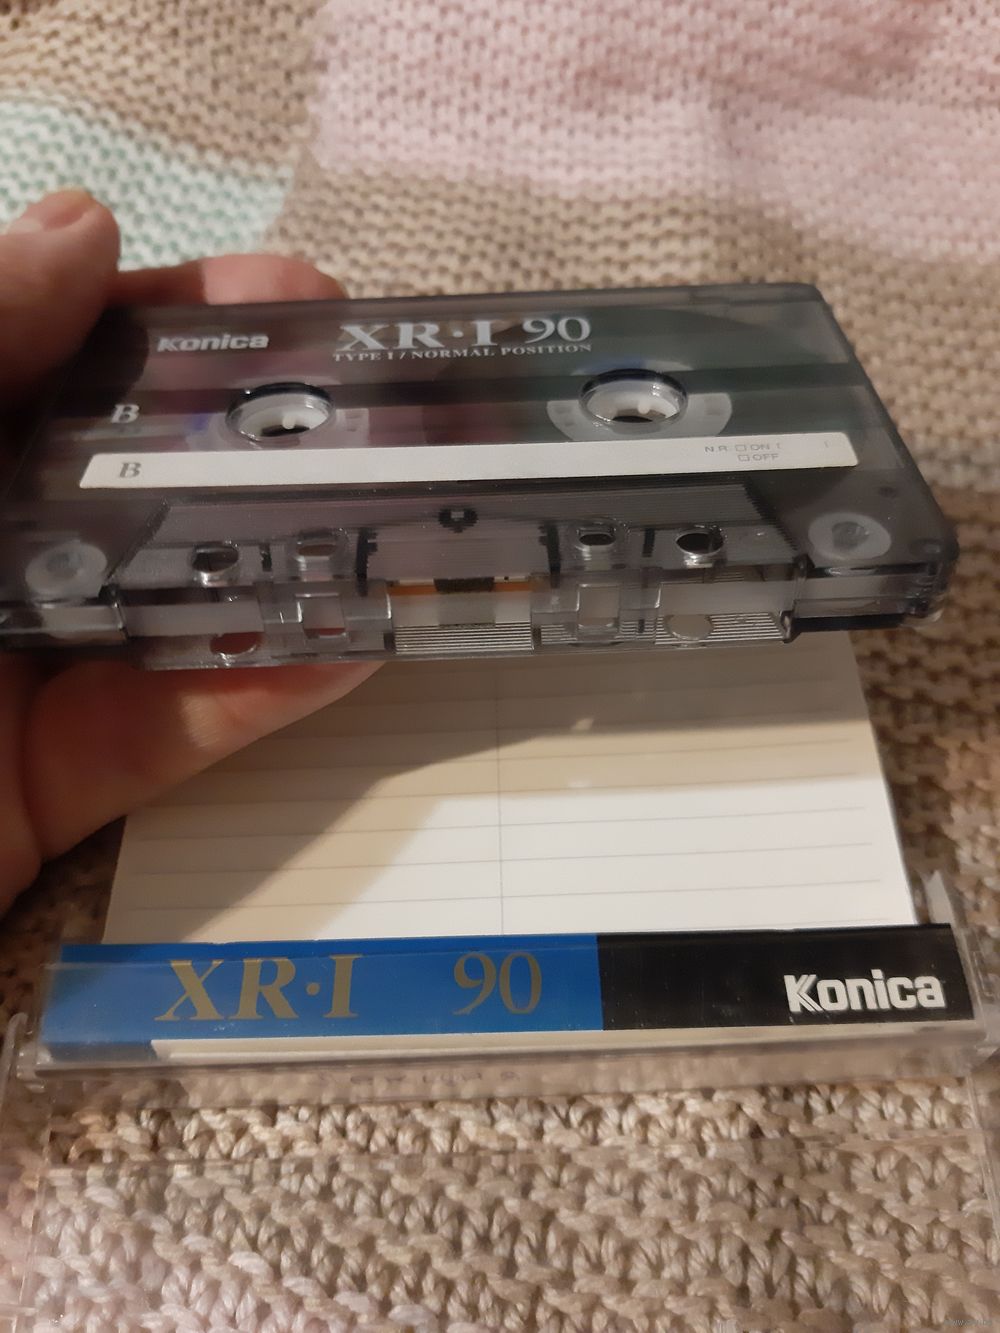 Konica XR·I 90
TYPE I / NORMAL POSITION
B
B N.R. □ ON
□ OFF
XR·I 90 Konica